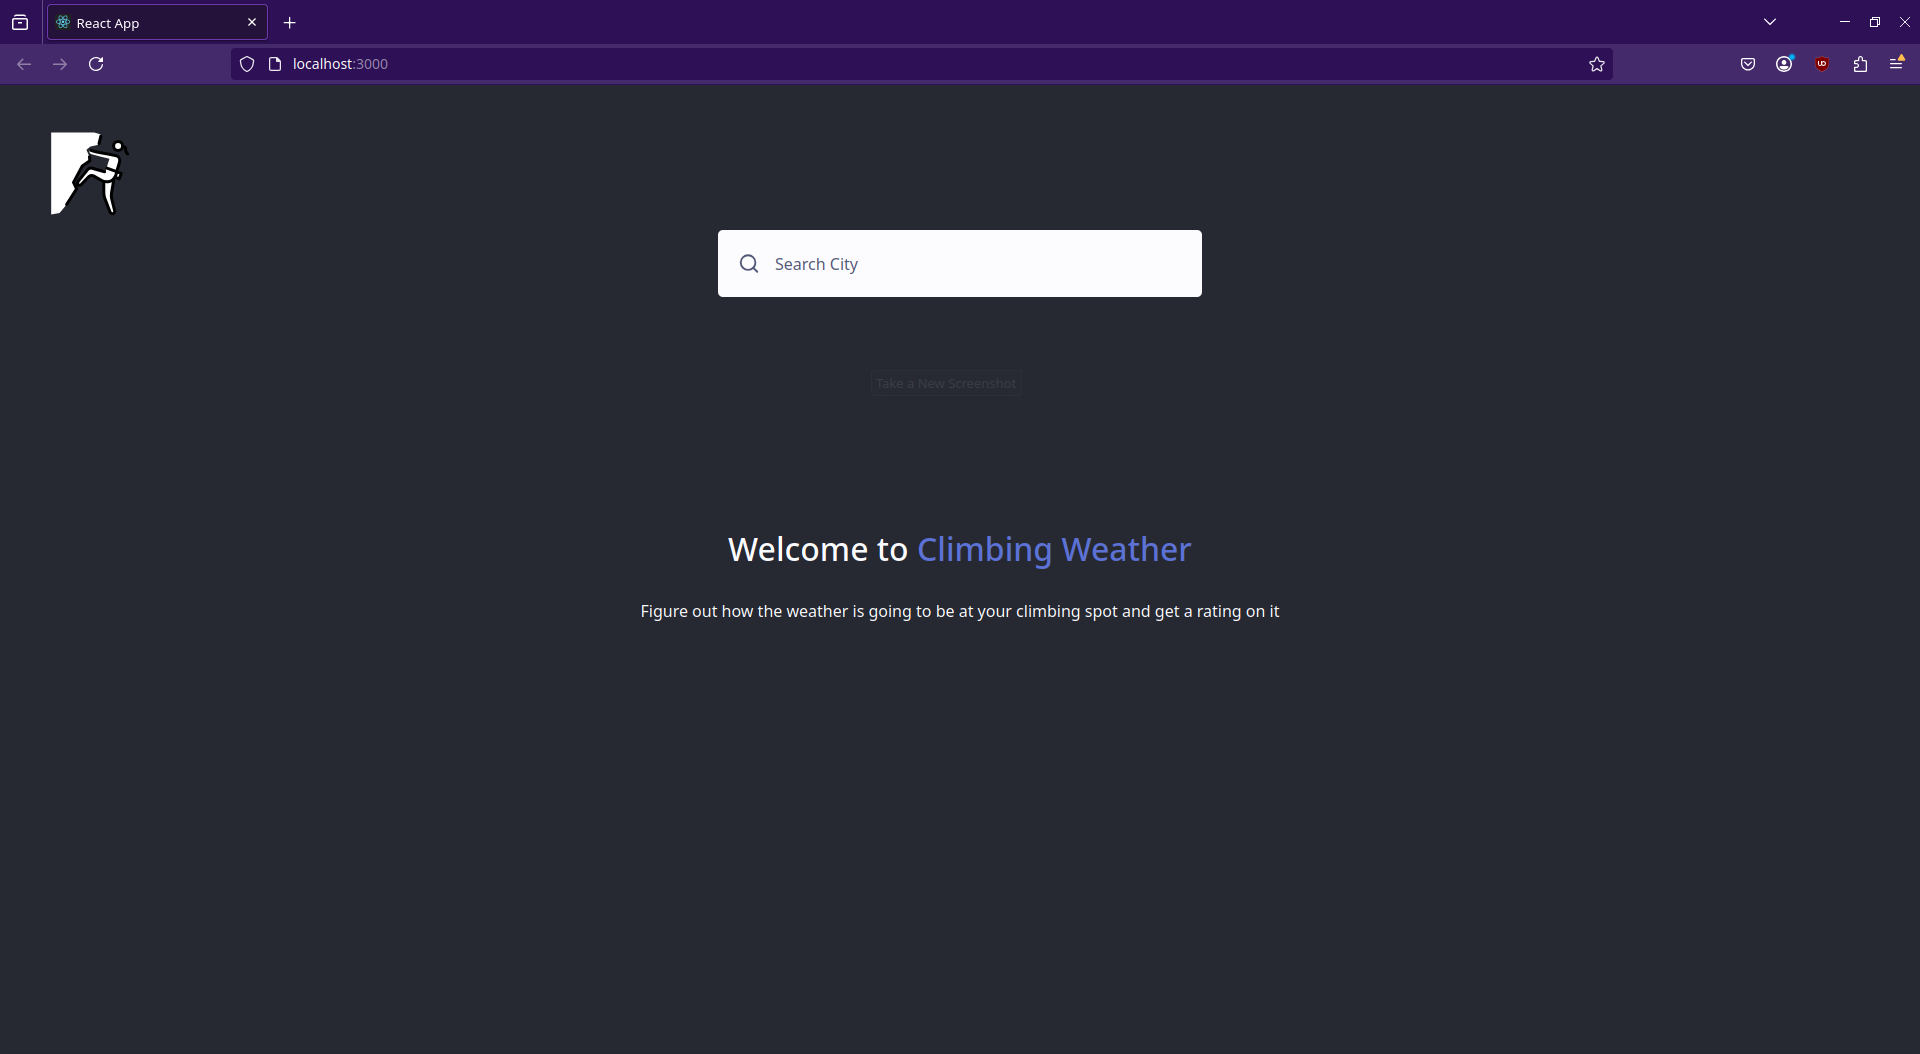 React App
localhost:3000
Search City
Take a New Screenshot
Welcome to Climbing Weather
Figure out how the weather is going to be at your climbing spot and get a rating on it